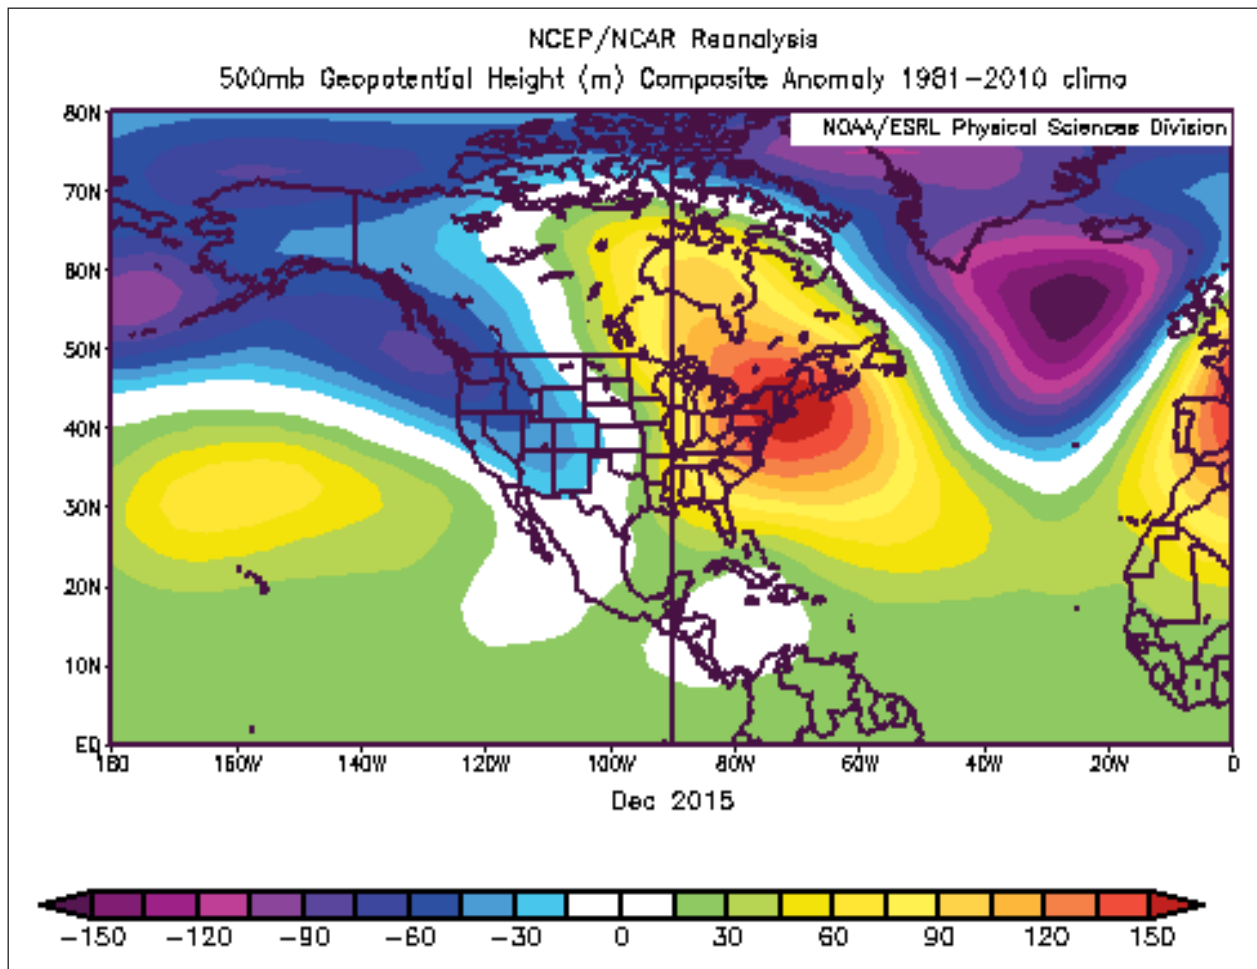 NCEP/NCAR Reanalysis
500mb Geopotential Height (m) Composite Anomaly 1981-2010 climo
NOAA/ESRL Physical Sciences Division
80N
70N
60N
50N
40N
30N
20N
10N
EQ
180 160W 140W 120W 100W 80W 60W 40W 20W 0
Dec 2015
-150 -120 -90 -60 -30 0 30 60 90 120 150